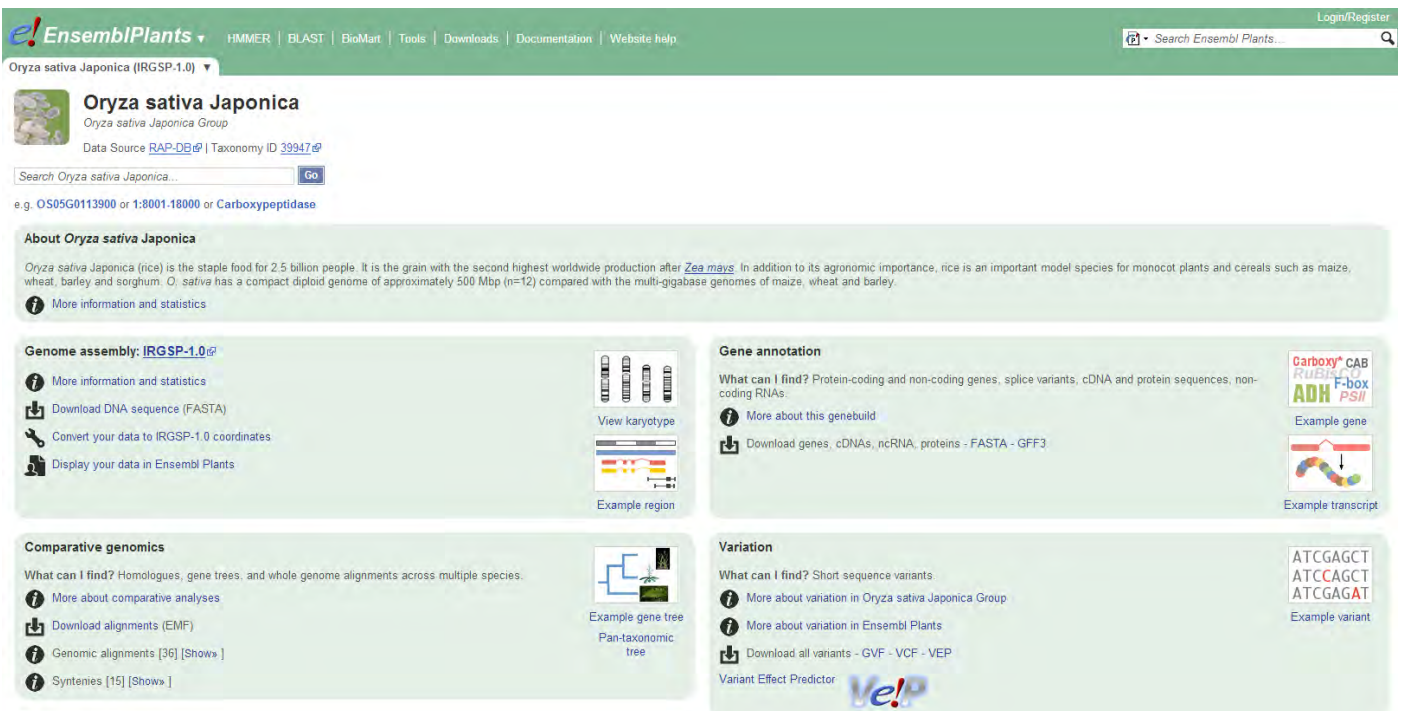 Login/Register
e! EnsemblPlants ▾ HMMER | BLAST | BioMart | Tools | Downloads | Documentation | Website help
Search Ensembl Plants...
Oryza sativa Japonica (IRGSP-1.0) ▼
Oryza sativa Japonica
Oryza sativa Japonica Group
Data Source RAP-DB | Taxonomy ID 39947
Search Oryza sativa Japonica...
Go
e.g. OS05G0113900 or 1:8001-18000 or Carboxypeptidase
About Oryza sativa Japonica
Oryza sativa Japonica (rice) is the staple food for 2.5 billion people. It is the grain with the second highest worldwide production after Zea mays. In addition to its agronomic importance, rice is an important model species for monocot plants and cereals such as maize,
wheat, barley and sorghum. O. sativa has a compact diploid genome of approximately 500 Mbp (n=12) compared with the multi-gigabase genomes of maize, wheat and barley.
More information and statistics
Genome assembly: IRGSP-1.0
More information and statistics
Download DNA sequence (FASTA)
Convert your data to IRGSP-1.0 coordinates
Display your data in Ensembl Plants
View karyotype
Example region
Gene annotation
What can I find? Protein-coding and non-coding genes, splice variants, cDNA and protein sequences, non-
coding RNAs.
More about this genebuild
Download genes, cDNAs, ncRNA, proteins - FASTA - GFF3
Carboxy* CAB
RuBisCO
ADH F-box
PSII
Example gene
Example transcript
Comparative genomics
What can I find? Homologues, gene trees, and whole genome alignments across multiple species.
More about comparative analyses
Download alignments (EMF)
Genomic alignments [36] [Show» ]
Syntenies [15] [Show» ]
Example gene tree
Pan-taxonomic
tree
Variation
What can I find? Short sequence variants
More about variation in Oryza sativa Japonica Group
More about variation in Ensembl Plants
Download all variants - GVF - VCF - VEP
Variant Effect Predictor
Ve!P
ATCGAGCT
ATCCAGCT
ATCGAGAT
Example variant